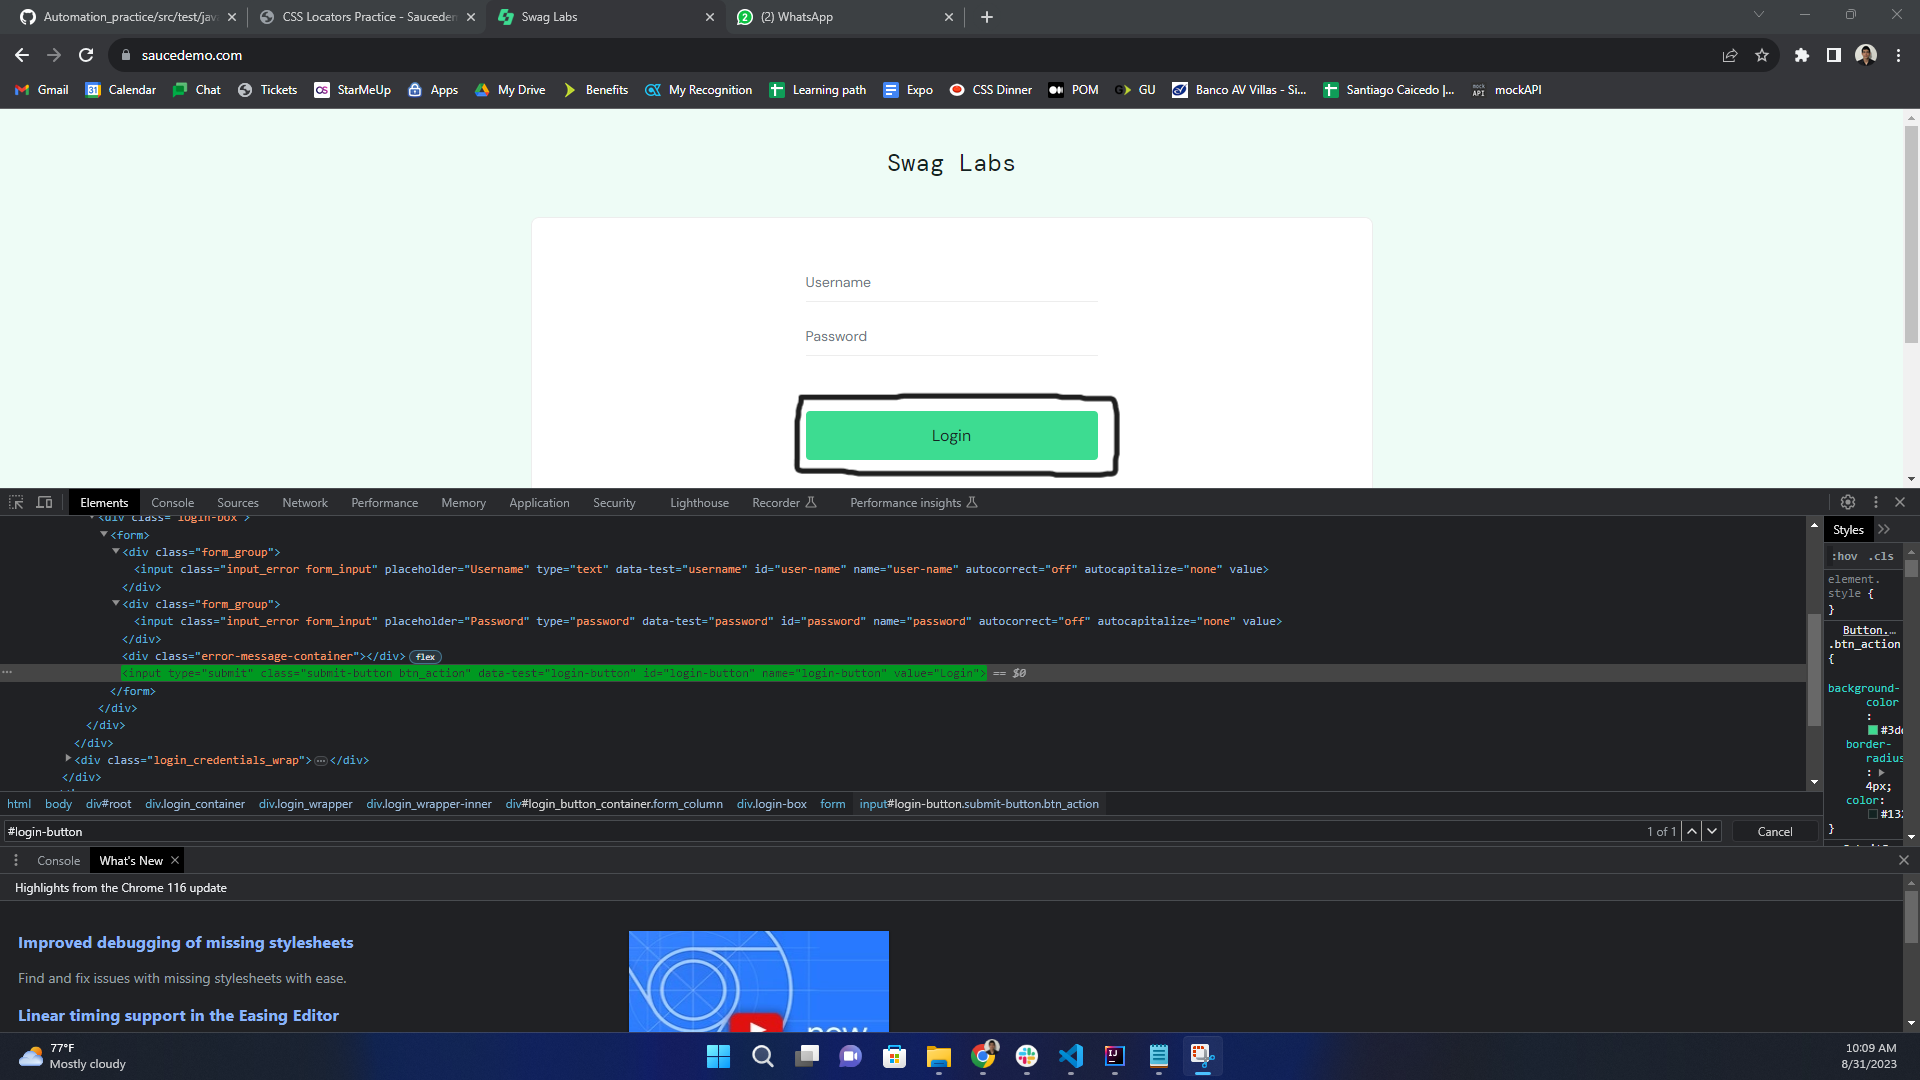 Automation_practice/src/test/java
CSS Locators Practice - Saucedem
Swag Labs
(2) WhatsApp
saucedemo.com
Gmail
Calendar
Chat
Tickets
StarMeUp
Apps
My Drive
Benefits
My Recognition
Learning path
Expo
CSS Dinner
POM
GU
Banco AV Villas - Si...
Santiago Caicedo |...
mockAPI
Swag Labs
Username
Password
Login
Elements Console Sources Network Performance Memory Application Security Lighthouse Recorder Performance insights
<div class="login-box">
<form>
<div class="form_group">
<input class="input_error form_input" placeholder="Username" type="text" data-test="username" id="user-name" name="user-name" autocorrect="off" autocapitalize="none" value>
</div>
<div class="form_group">
<input class="input_error form_input" placeholder="Password" type="password" data-test="password" id="password" name="password" autocorrect="off" autocapitalize="none" value>
</div>
<div class="error-message-container"></div> flex
<input type="submit" class="submit-button btn_action" data-test="login-button" id="login-button" name="login-button" value="Login"> == $0
</form>
</div>
</div>
</div>
<div class="login_credentials_wrap">…</div>
</div>
Styles
:hov .cls
element.
style {
}
Button....
.btn_action
{
background-
color
:
#3dd
border-
radius
:
4px;
color:
#132
}
html body div#root div.login_container div.login_wrapper div.login_wrapper-inner div#login_button_container.form_column div.login-box form input#login-button.submit-button.btn_action
#login-button
1 of 1
Cancel
Console
What's New
Highlights from the Chrome 116 update
Improved debugging of missing stylesheets
Find and fix issues with missing stylesheets with ease.
Linear timing support in the Easing Editor
new
77°F
Mostly cloudy
10:09 AM
8/31/2023